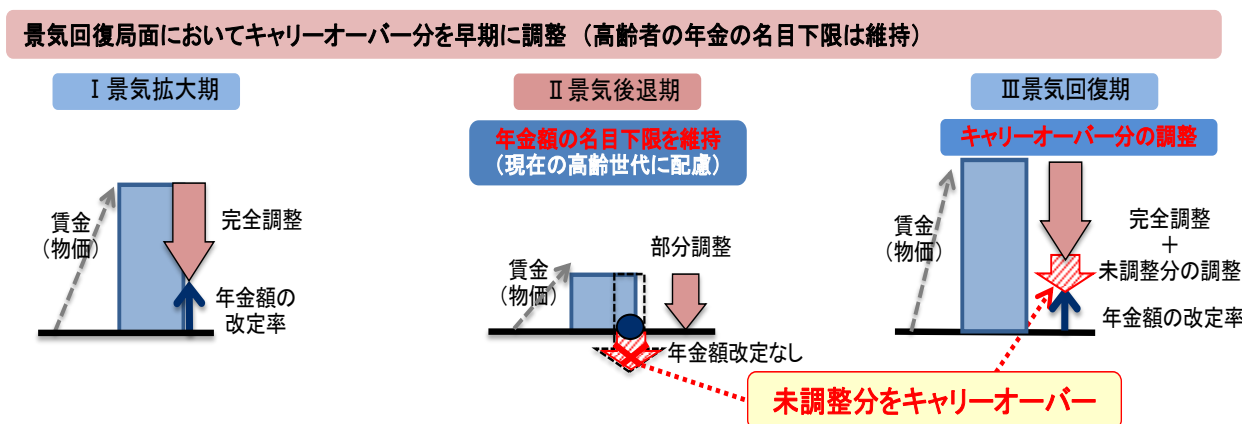 景気回復局面においてキャリーオーバー分を早期に調整 （高齢者の年金の名目下限は維持）
Ⅰ 景気拡大期
賃金
（物価）
完全調整
年金額の
改定率
Ⅱ 景気後退期
年金額の名目下限を維持
（現在の高齢世代に配慮）
賃金
（物価）
部分調整
年金額改定なし
Ⅲ景気回復期
キャリーオーバー分の調整
賃金
（物価）
完全調整
＋
未調整分の調整
年金額の改定率
未調整分をキャリーオーバー